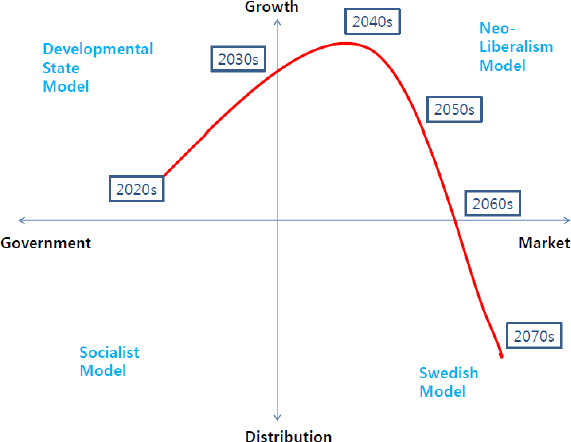 Growth
2040s
Neo-
Liberalism
Model
Developmental
State
Model
2030s
2050s
2020s
2060s
Government
Market
2070s
Socialist
Model
Swedish
Model
Distribution